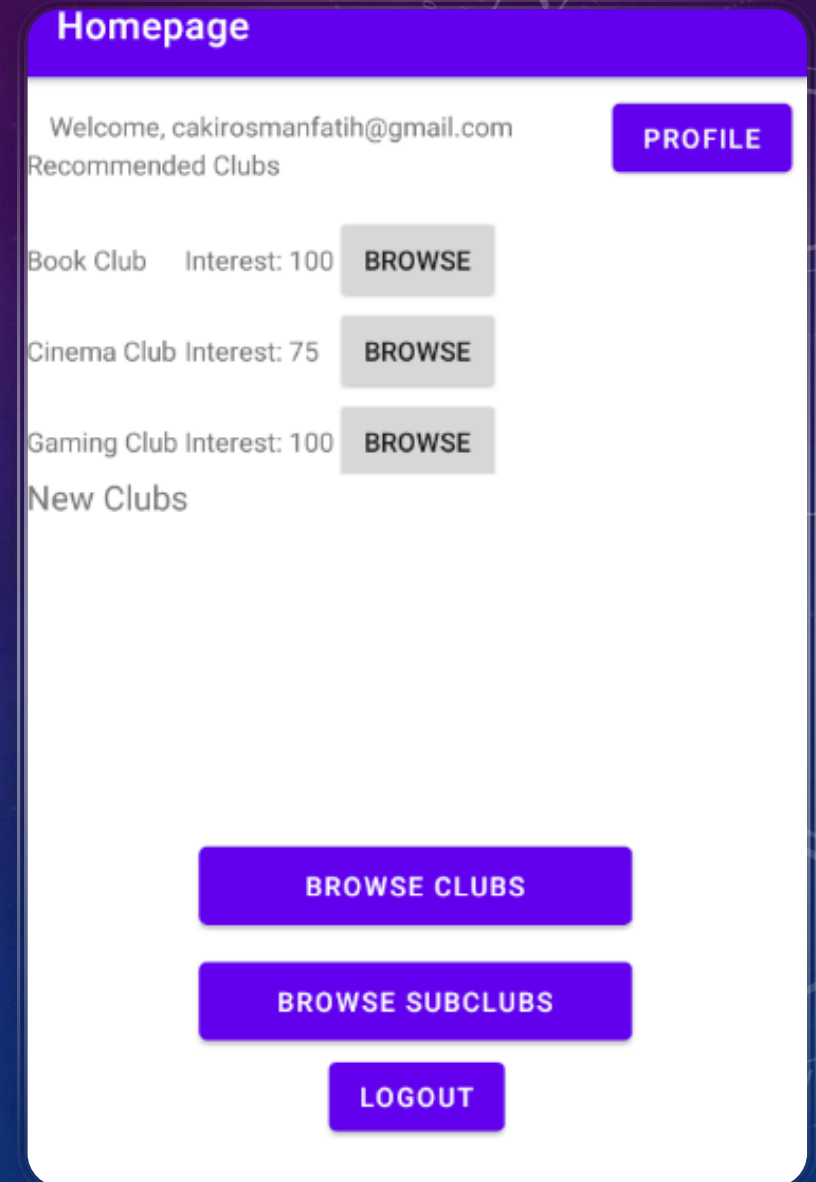 Homepage
Welcome, cakirosmanfatih@gmail.com
PROFILE
Recommended Clubs
Book Club Interest: 100 BROWSE
Cinema Club Interest: 75 BROWSE
Gaming Club Interest: 100 BROWSE
New Clubs
BROWSE CLUBS
BROWSE SUBCLUBS
LOGOUT